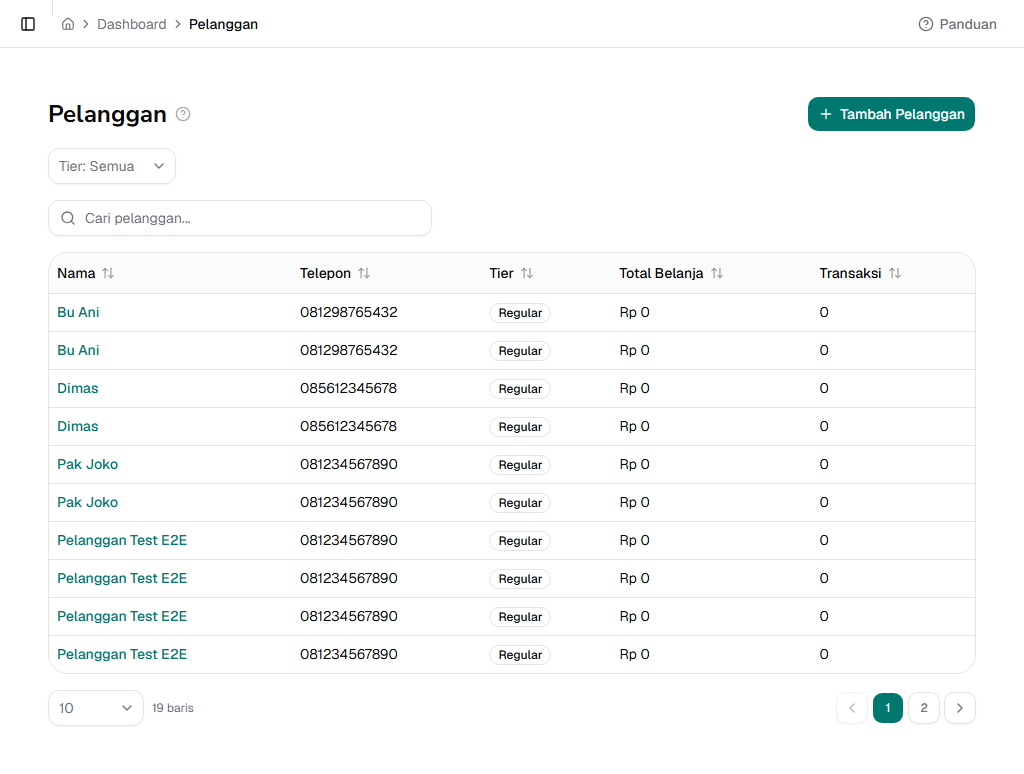 Dashboard Pelanggan Panduan
Pelanggan
Tambah Pelanggan
Tier: Semua
Cari pelanggan...
Nama Telepon Tier Total Belanja Transaksi
Bu Ani 081298765432 Regular Rp 0 0
Bu Ani 081298765432 Regular Rp 0 0
Dimas 085612345678 Regular Rp 0 0
Dimas 085612345678 Regular Rp 0 0
Pak Joko 081234567890 Regular Rp 0 0
Pak Joko 081234567890 Regular Rp 0 0
Pelanggan Test E2E 081234567890 Regular Rp 0 0
Pelanggan Test E2E 081234567890 Regular Rp 0 0
Pelanggan Test E2E 081234567890 Regular Rp 0 0
Pelanggan Test E2E 081234567890 Regular Rp 0 0
10 19 baris 1 2